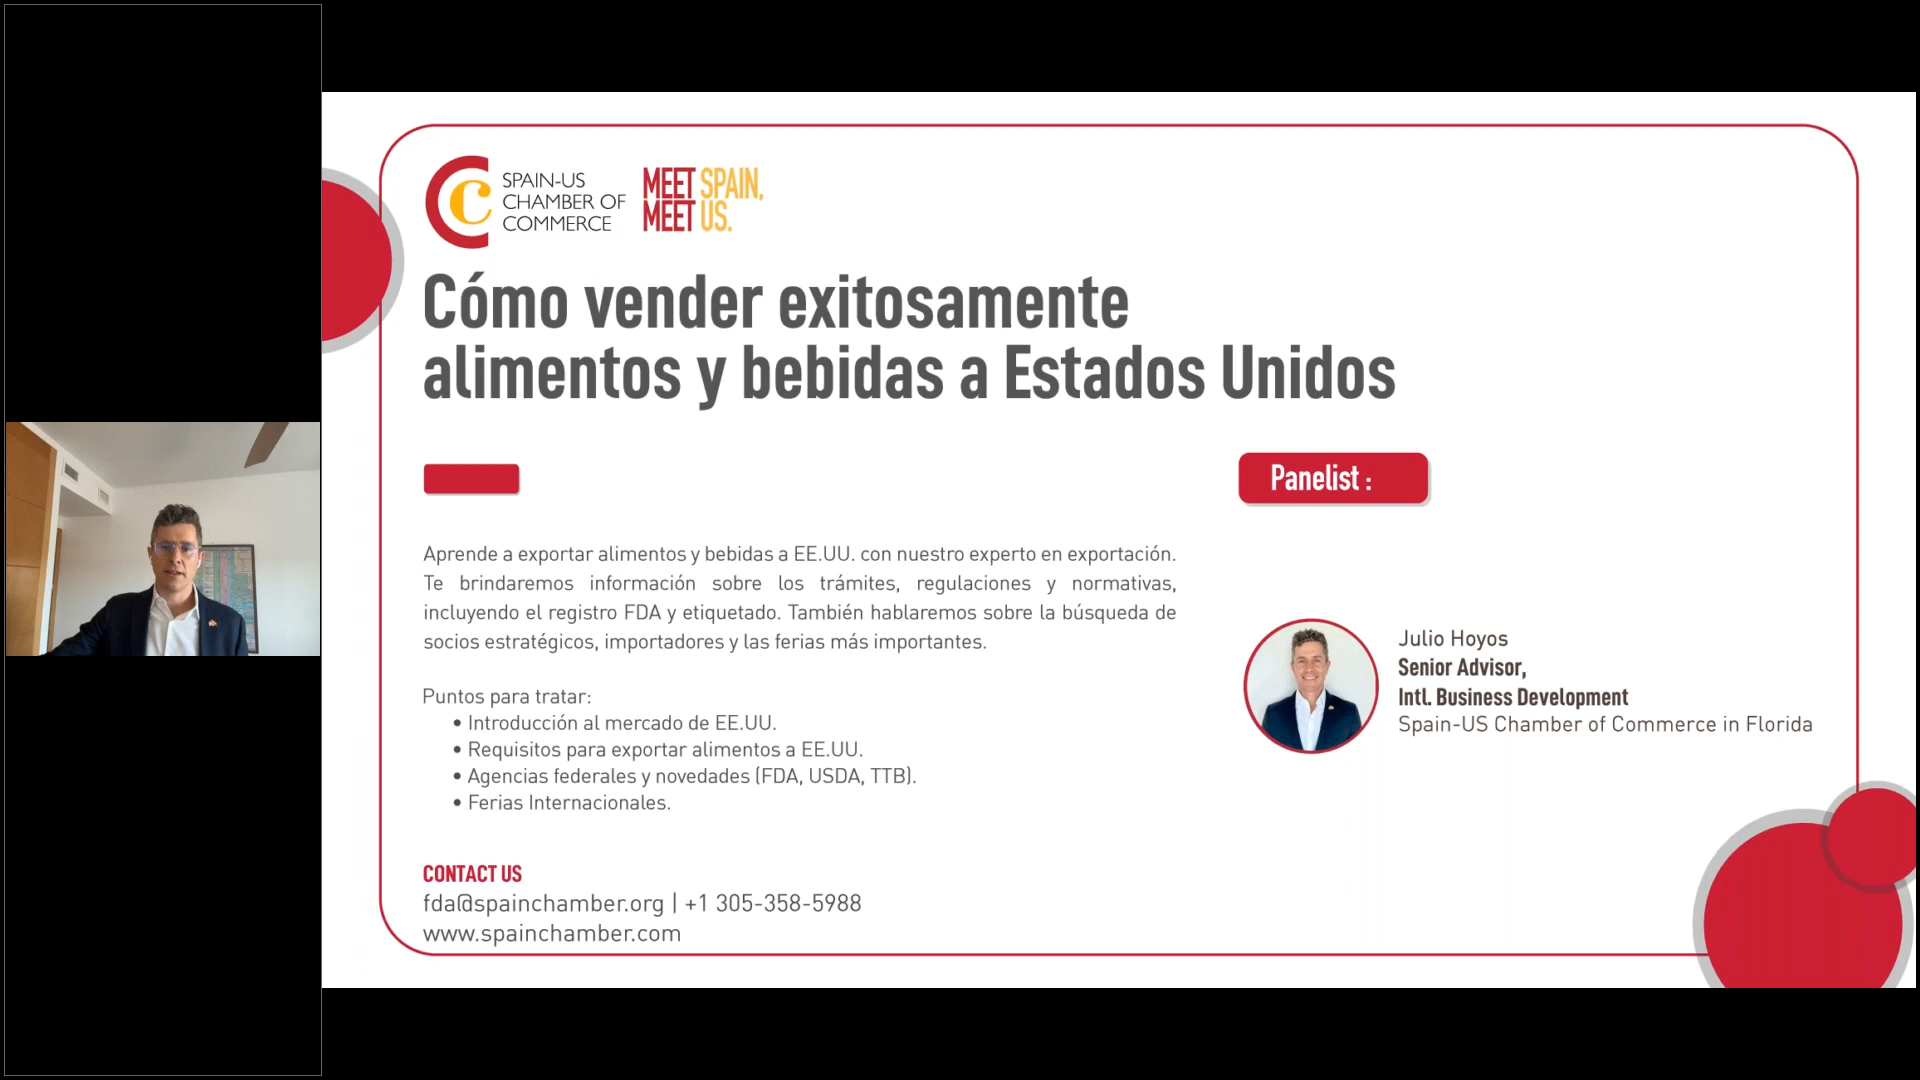 SPAIN-US
CHAMBER OF
COMMERCE
MEET SPAIN,
MEET US.
Cómo vender exitosamente
alimentos y bebidas a Estados Unidos
Panelist :
Aprende a exportar alimentos y bebidas a EE.UU. con nuestro experto en exportación.
Te brindaremos información sobre los trámites, regulaciones y normativas,
incluyendo el registro FDA y etiquetado. También hablaremos sobre la búsqueda de
socios estratégicos, importadores y las ferias más importantes.
Puntos para tratar:
• Introducción al mercado de EE.UU.
• Requisitos para exportar alimentos a EE.UU.
• Agencias federales y novedades (FDA, USDA, TTB).
• Ferias Internacionales.
Julio Hoyos
Senior Advisor,
Intl. Business Development
Spain-US Chamber of Commerce in Florida
CONTACT US
fda@spainchamber.org | +1 305-358-5988
www.spainchamber.com